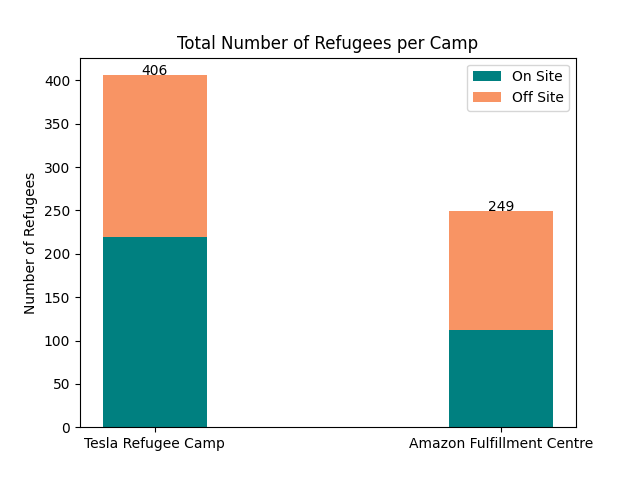 Total Number of Refugees per Camp
406
On Site
Off Site
249
Number of Refugees
400
350
300
250
200
150
100
50
0
Tesla Refugee Camp
Amazon Fulfillment Centre